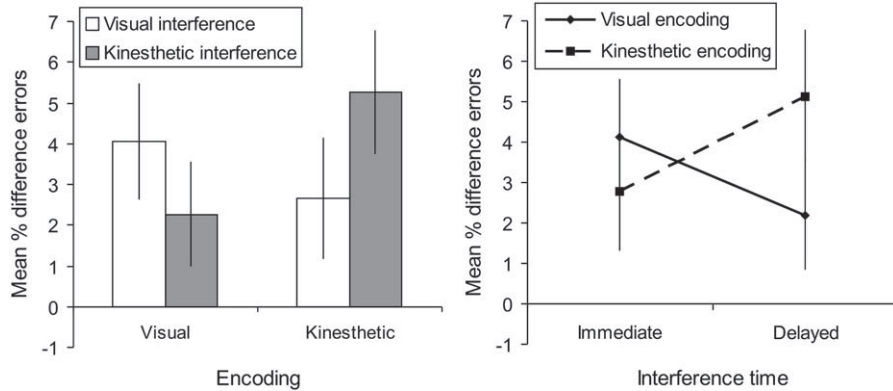 7
6
5
4
3
2
1
0
-1
Mean % difference errors
Visual interference
Kinesthetic interference
Visual
Kinesthetic
Encoding
7
6
5
4
3
2
1
0
-1
Mean % difference errors
Visual encoding
Kinesthetic encoding
Immediate
Delayed
Interference time